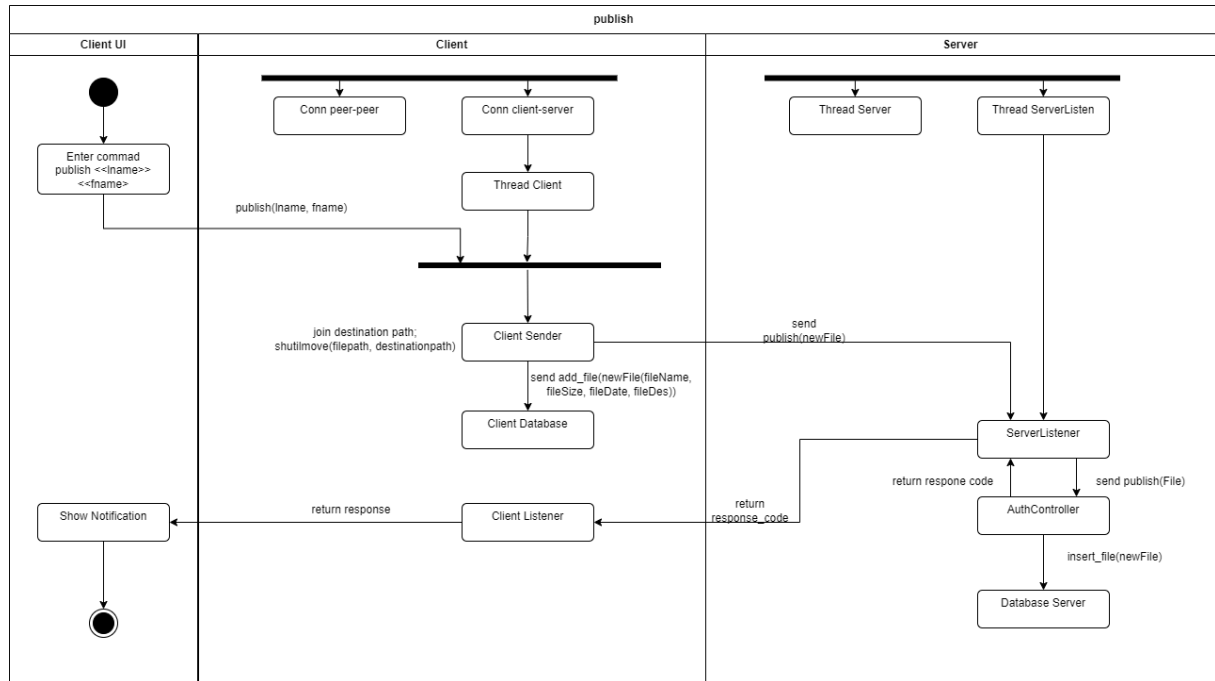 publish
Client UI
Client
Server
Conn peer-peer
Conn client-server
Thread Server
Thread ServerListen
Enter commad
publish <<lname>>
<<fname>
Thread Client
publish(lname, fname)
join destination path;
shutilmove(filepath, destinationpath)
Client Sender
send
publish(newFile)
send add_file(newFile(fileName,
fileSize, fileDate, fileDes))
Client Database
ServerListener
return respone code
send publish(File)
Show Notification
return response
Client Listener
return
response_code
AuthController
insert_file(newFile)
Database Server